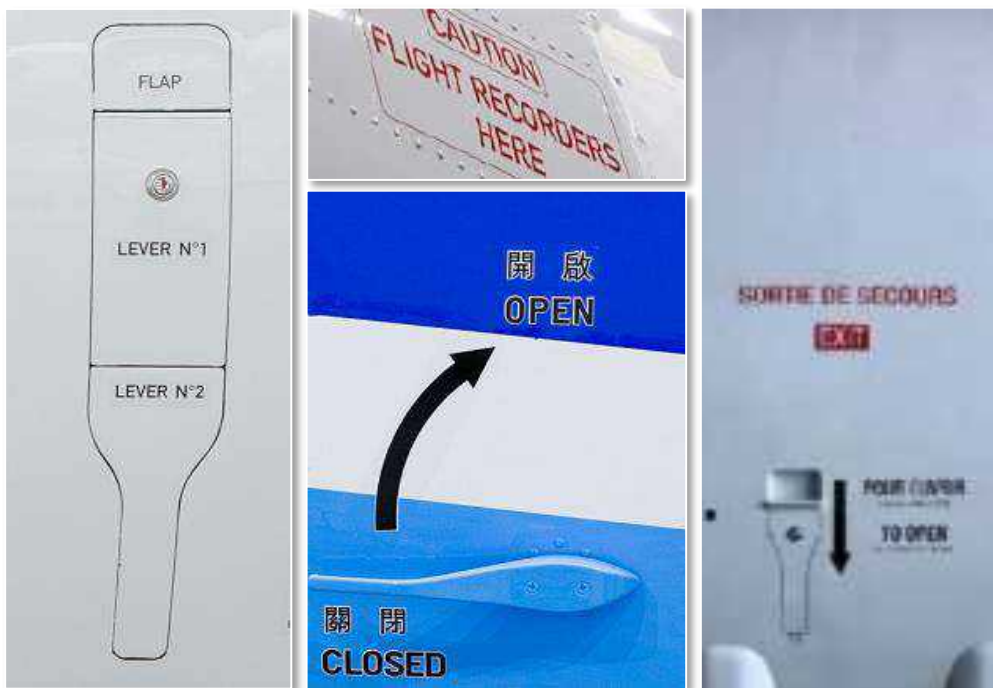 FLAP
LEVER N°1
LEVER N°2
CAUTION
FLIGHT RECORDERS
HERE
開 啟
OPEN
關 閉
CLOSED
SORTIE DE SECOURS
EXIT
POUR OUVRIR
TO OPEN